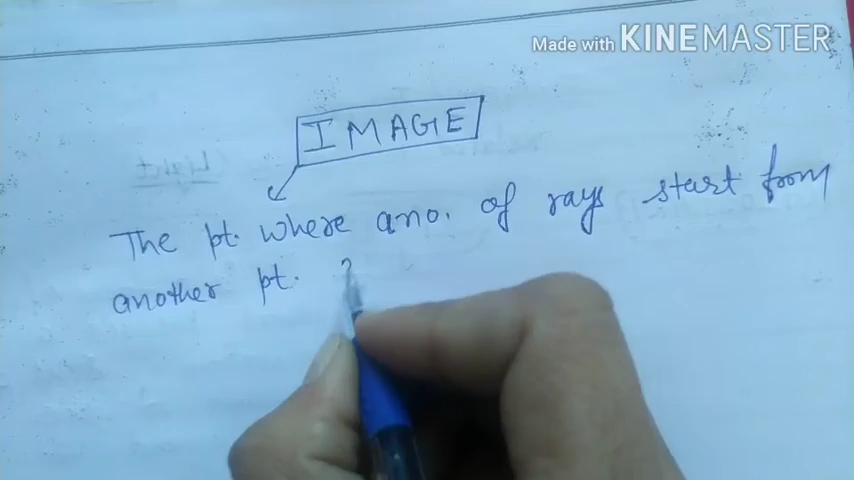 Made with KINEMASTER
IMAGE
The pt. where a no. of rays start from
another pt.